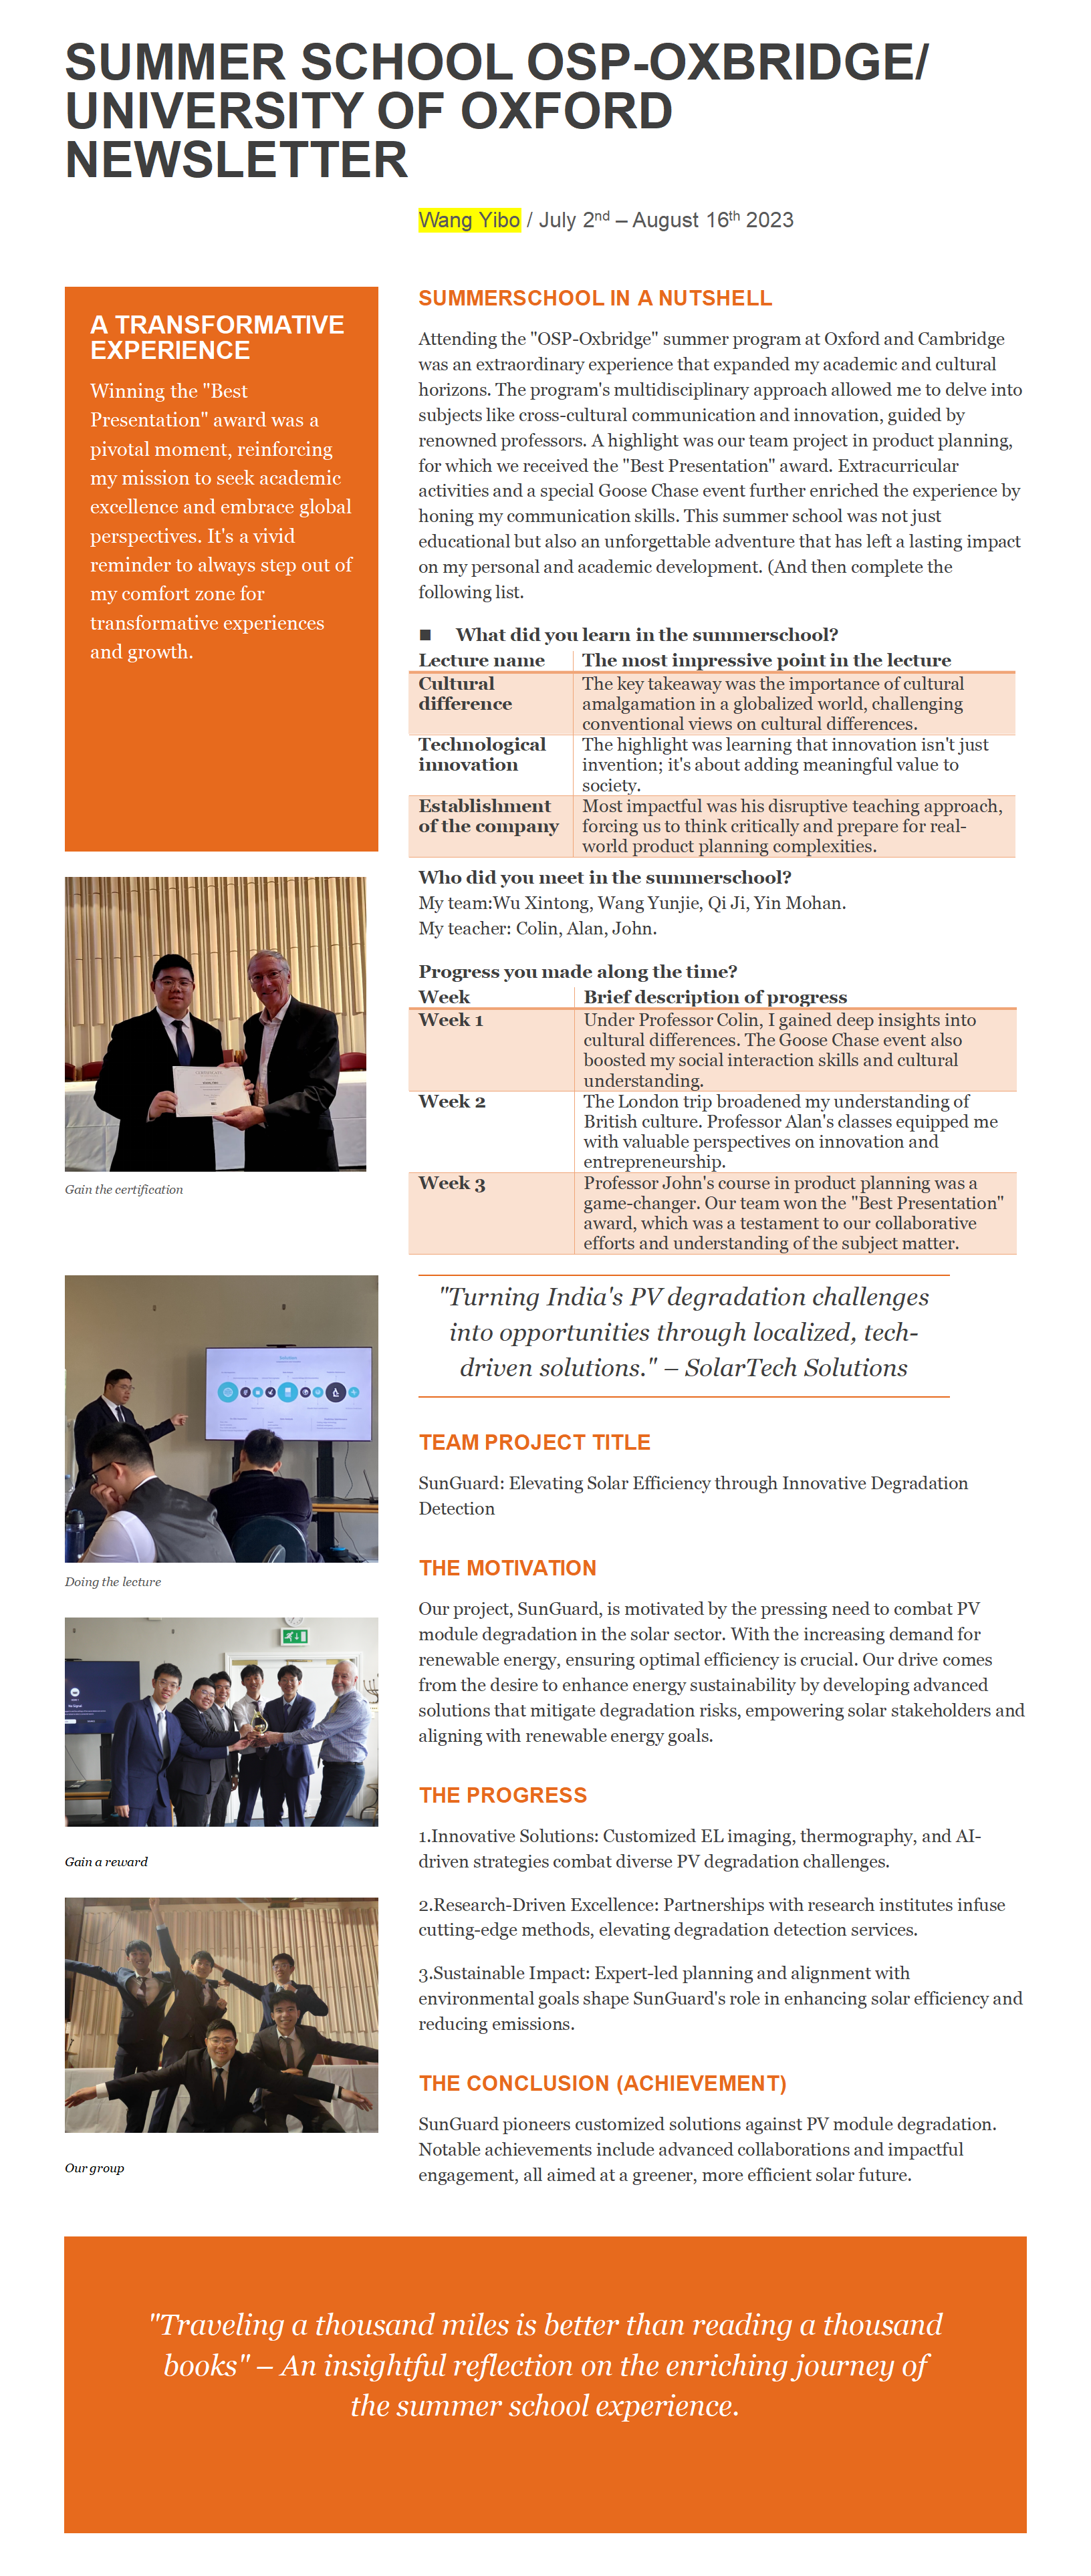 SUMMER SCHOOL OSP-OXBRIDGE/
UNIVERSITY OF OXFORD
NEWSLETTER
Wang Yibo / July 2nd – August 16th 2023
A TRANSFORMATIVE
EXPERIENCE
Winning the "Best
Presentation" award was a
pivotal moment, reinforcing
my mission to seek academic
excellence and embrace global
perspectives. It's a vivid
reminder to always step out of
my comfort zone for
transformative experiences
and growth.
Gain the certification
Doing the lecture
Gain a reward
Our group
SUMMERSCHOOL IN A NUTSHELL
Attending the "OSP-Oxbridge" summer program at Oxford and Cambridge
was an extraordinary experience that expanded my academic and cultural
horizons. The program's multidisciplinary approach allowed me to delve into
subjects like cross-cultural communication and innovation, guided by
renowned professors. A highlight was our team project in product planning,
for which we received the "Best Presentation" award. Extracurricular
activities and a special Goose Chase event further enriched the experience by
honing my communication skills. This summer school was not just
educational but also an unforgettable adventure that has left a lasting impact
on my personal and academic development. (And then complete the
following list.
■ What did you learn in the summerschool?
Lecture name The most impressive point in the lecture
Cultural
difference
The key takeaway was the importance of cultural
amalgamation in a globalized world, challenging
conventional views on cultural differences.
Technological
innovation
The highlight was learning that innovation isn't just
invention; it's about adding meaningful value to
society.
Establishment
of the company
Most impactful was his disruptive teaching approach,
forcing us to think critically and prepare for real-
world product planning complexities.
Who did you meet in the summerschool?
My team:Wu Xintong, Wang Yunjie, Qi Ji, Yin Mohan.
My teacher: Colin, Alan, John.
Progress you made along the time?
Week Brief description of progress
Week 1
Under Professor Colin, I gained deep insights into
cultural differences. The Goose Chase event also
boosted my social interaction skills and cultural
understanding.
Week 2
The London trip broadened my understanding of
British culture. Professor Alan's classes equipped me
with valuable perspectives on innovation and
entrepreneurship.
Week 3
Professor John's course in product planning was a
game-changer. Our team won the "Best Presentation"
award, which was a testament to our collaborative
efforts and understanding of the subject matter.
"Turning India's PV degradation challenges
into opportunities through localized, tech-
driven solutions." – SolarTech Solutions
TEAM PROJECT TITLE
SunGuard: Elevating Solar Efficiency through Innovative Degradation
Detection
THE MOTIVATION
Our project, SunGuard, is motivated by the pressing need to combat PV
module degradation in the solar sector. With the increasing demand for
renewable energy, ensuring optimal efficiency is crucial. Our drive comes
from the desire to enhance energy sustainability by developing advanced
solutions that mitigate degradation risks, empowering solar stakeholders and
aligning with renewable energy goals.
THE PROGRESS
1.Innovative Solutions: Customized EL imaging, thermography, and AI-
driven strategies combat diverse PV degradation challenges.
2.Research-Driven Excellence: Partnerships with research institutes infuse
cutting-edge methods, elevating degradation detection services.
3.Sustainable Impact: Expert-led planning and alignment with
environmental goals shape SunGuard's role in enhancing solar efficiency and
reducing emissions.
THE CONCLUSION (ACHIEVEMENT)
SunGuard pioneers customized solutions against PV module degradation.
Notable achievements include advanced collaborations and impactful
engagement, all aimed at a greener, more efficient solar future.
"Traveling a thousand miles is better than reading a thousand
books" – An insightful reflection on the enriching journey of
the summer school experience.